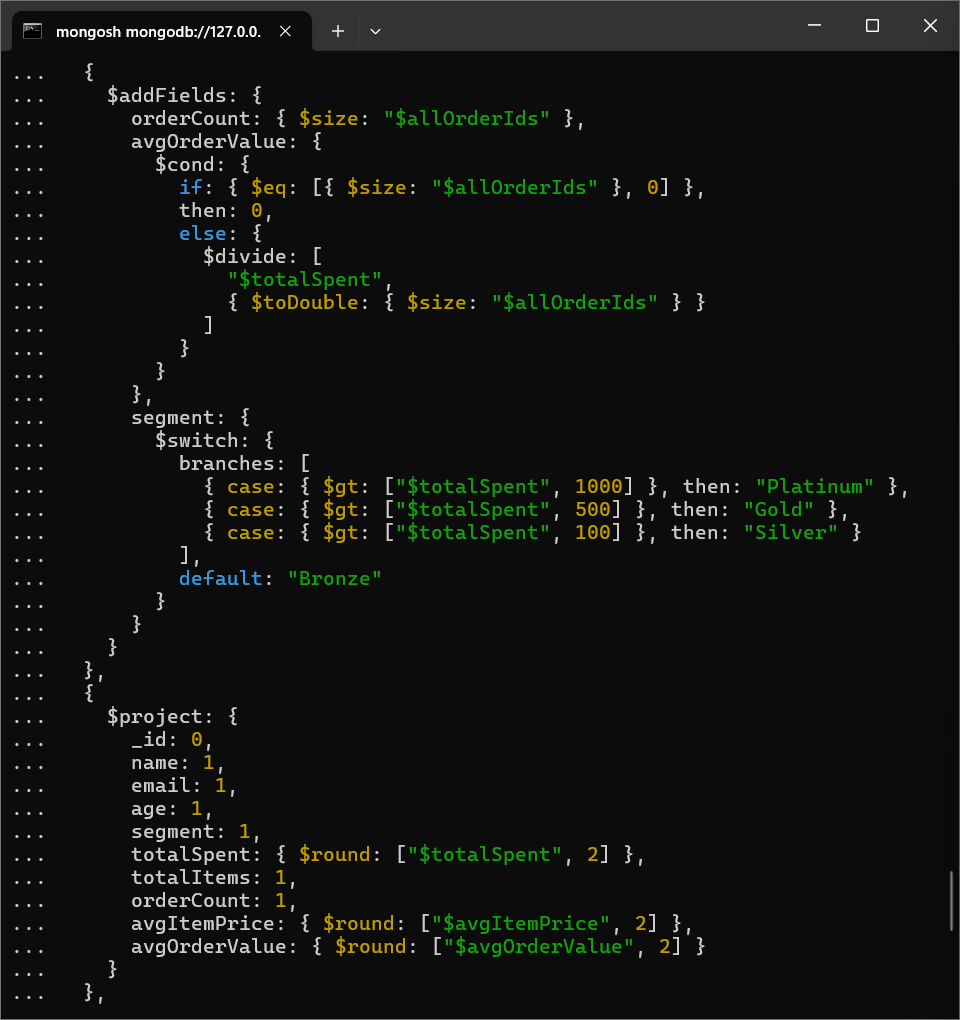 mongosh mongodb://127.0.0.
...   {
...     $addFields: {
...       orderCount: { $size: "$allOrderIds" },
...       avgOrderValue: {
...         $cond: {
...           if: { $eq: [{ $size: "$allOrderIds" }, 0] },
...           then: 0,
...           else: {
...             $divide: [
...               "$totalSpent",
...               { $toDouble: { $size: "$allOrderIds" } }
...             ]
...           }
...         }
...       },
...       segment: {
...         $switch: {
...           branches: [
...             { case: { $gt: ["$totalSpent", 1000] }, then: "Platinum" },
...             { case: { $gt: ["$totalSpent", 500] }, then: "Gold" },
...             { case: { $gt: ["$totalSpent", 100] }, then: "Silver" }
...           ],
...           default: "Bronze"
...         }
...       }
...     }
...   },
...   {
...     $project: {
...       _id: 0,
...       name: 1,
...       email: 1,
...       age: 1,
...       segment: 1,
...       totalSpent: { $round: ["$totalSpent", 2] },
...       totalItems: 1,
...       orderCount: 1,
...       avgItemPrice: { $round: ["$avgItemPrice", 2] },
...       avgOrderValue: { $round: ["$avgOrderValue", 2] }
...     }
...   },